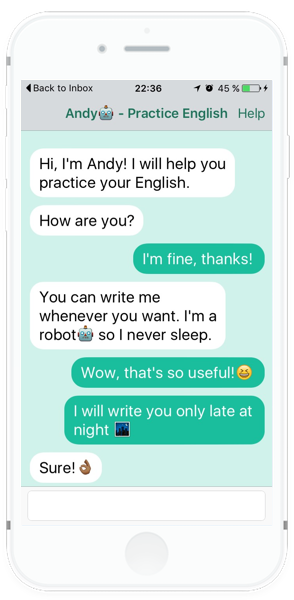 Back to Inbox 22:36 45 %
Andy🤖 - Practice English Help
Hi, I'm Andy! I will help you
practice your English.
How are you?
I'm fine, thanks!
You can write me
whenever you want. I'm a
robot🤖 so I never sleep.
Wow, that's so useful!😆
I will write you only late at
night 🌃
Sure!👌🏾